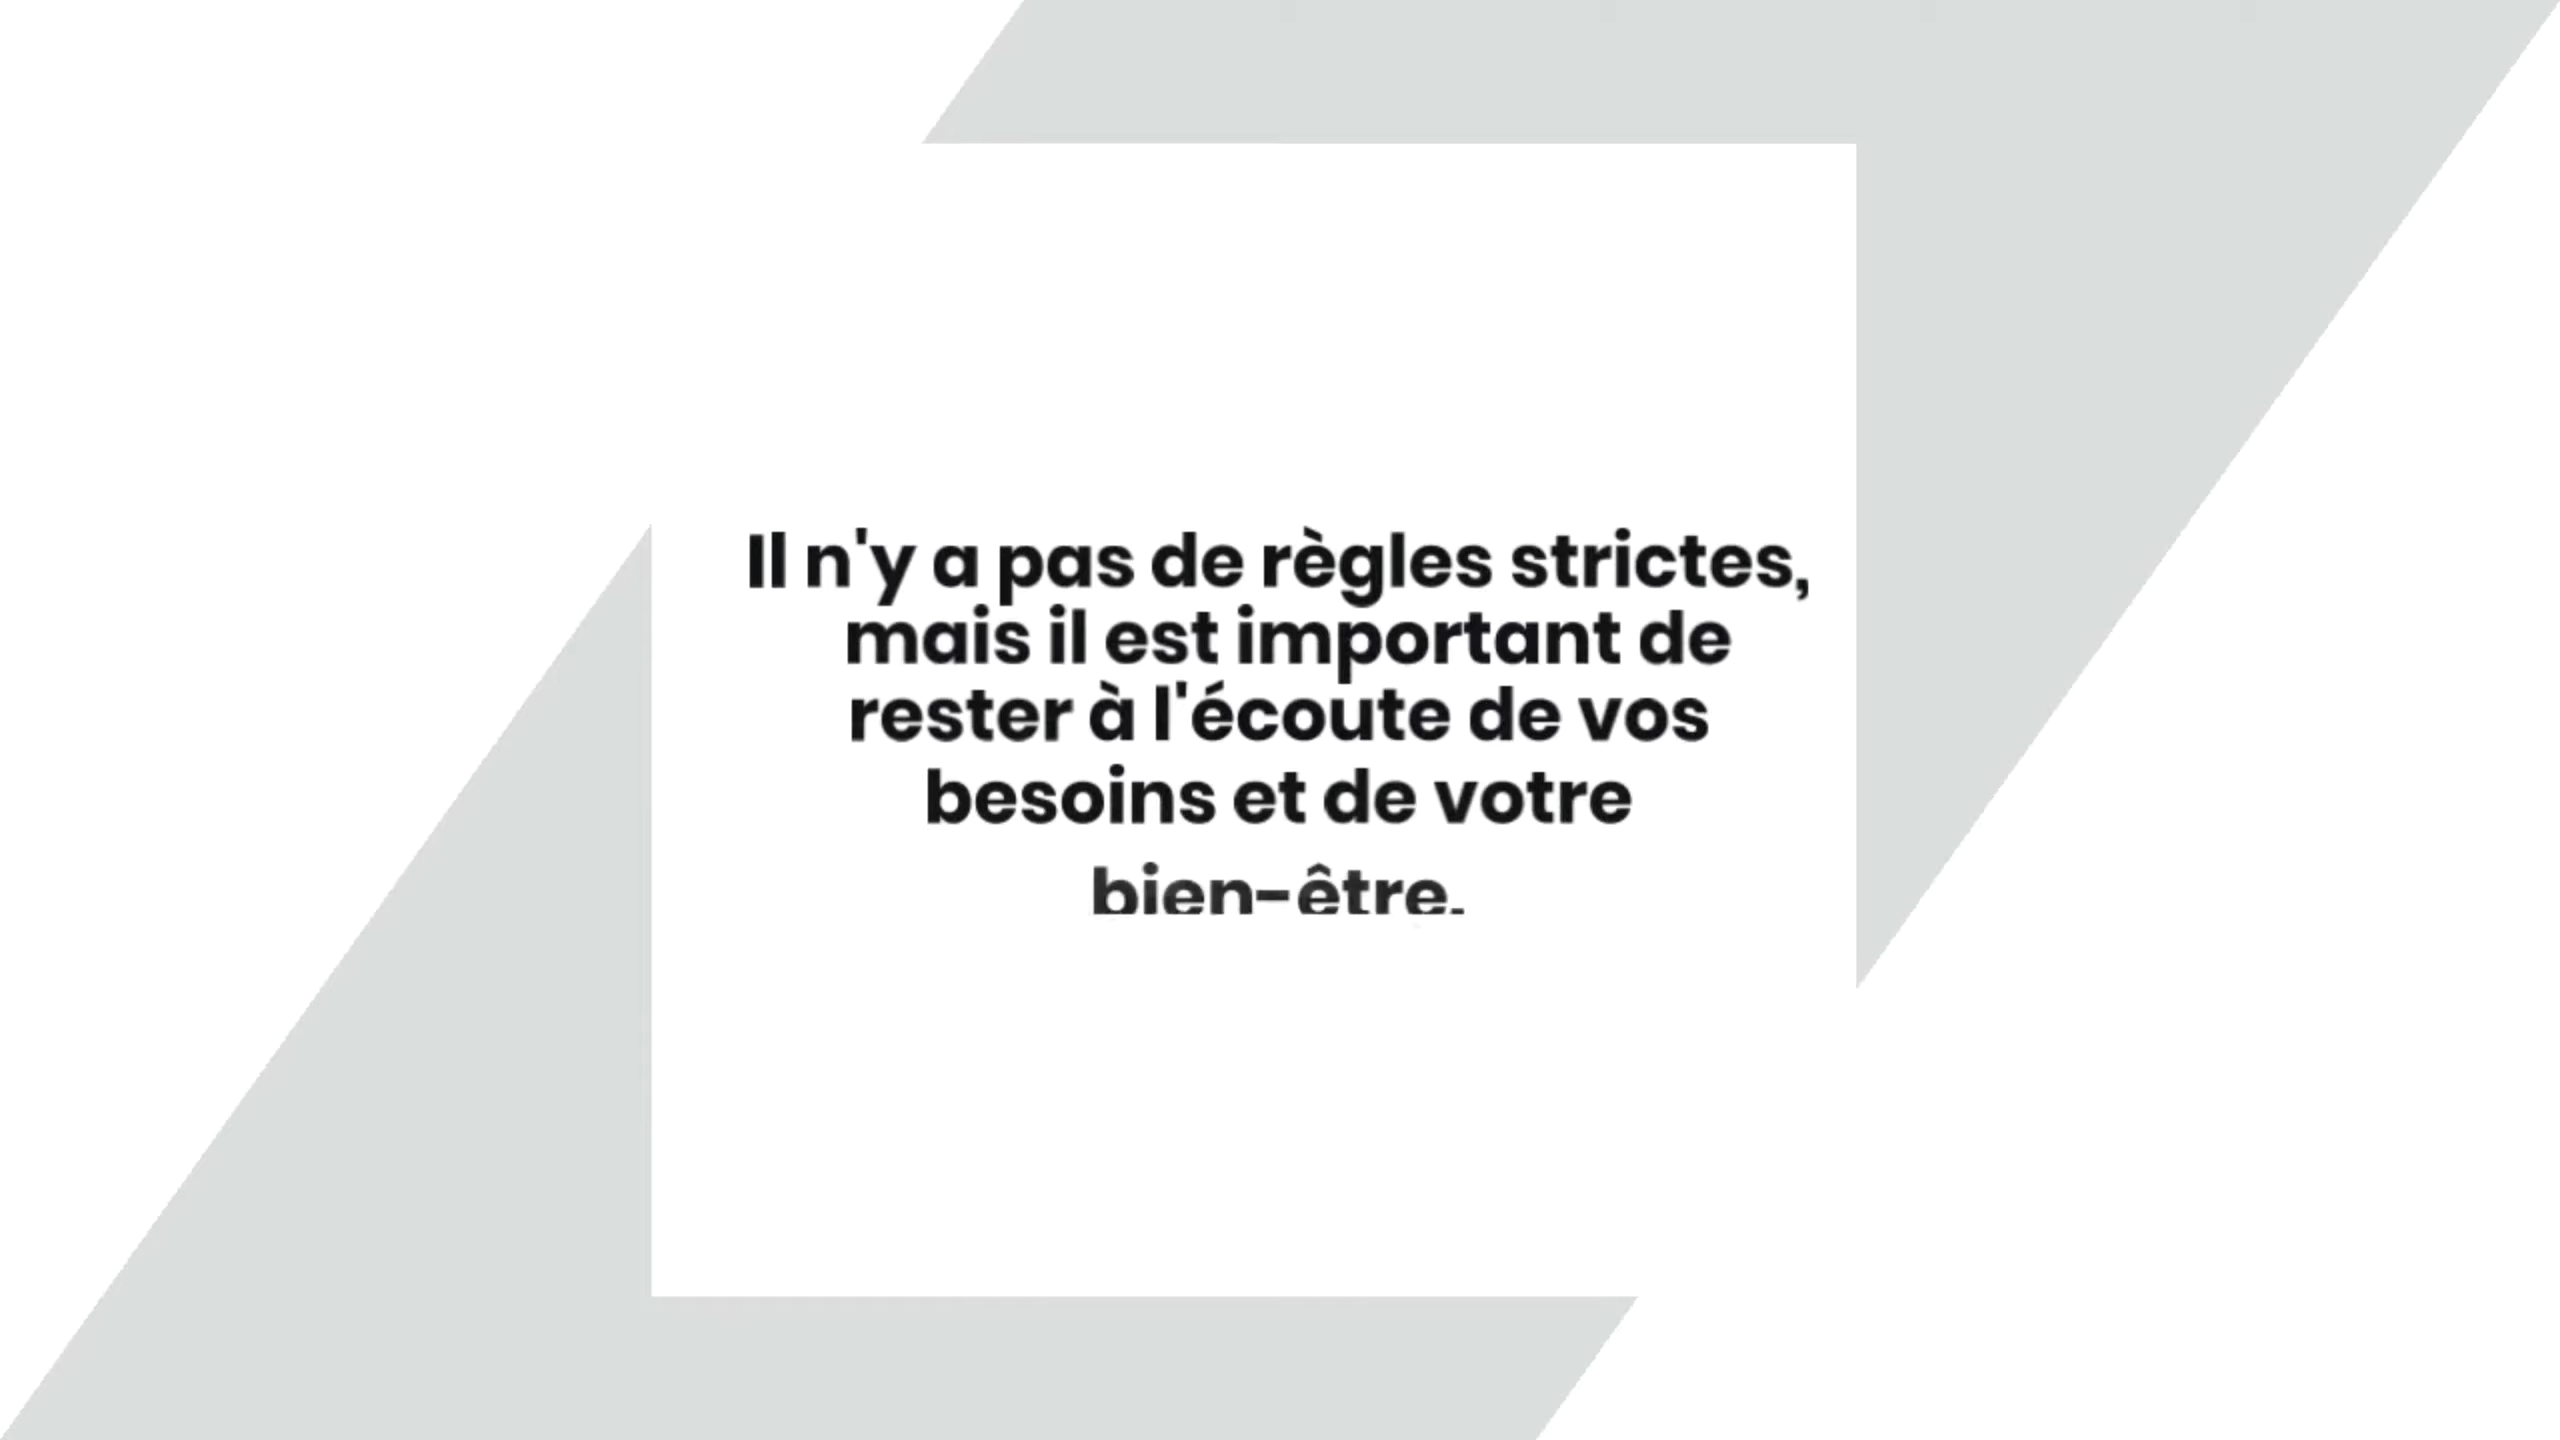 Il n'y a pas de règles strictes,
mais il est important de
rester à l'écoute de vos
besoins et de votre
bien-être.